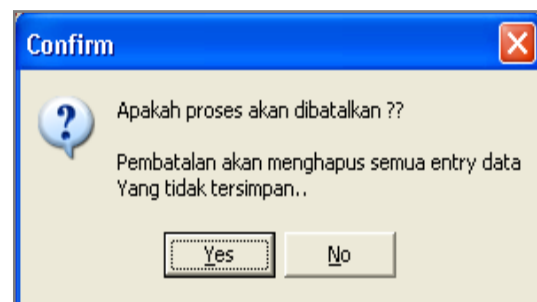 Confirm
Apakah proses akan dibatalkan ??
Pembatalan akan menghapus semua entry data
Yang tidak tersimpan..
Yes No